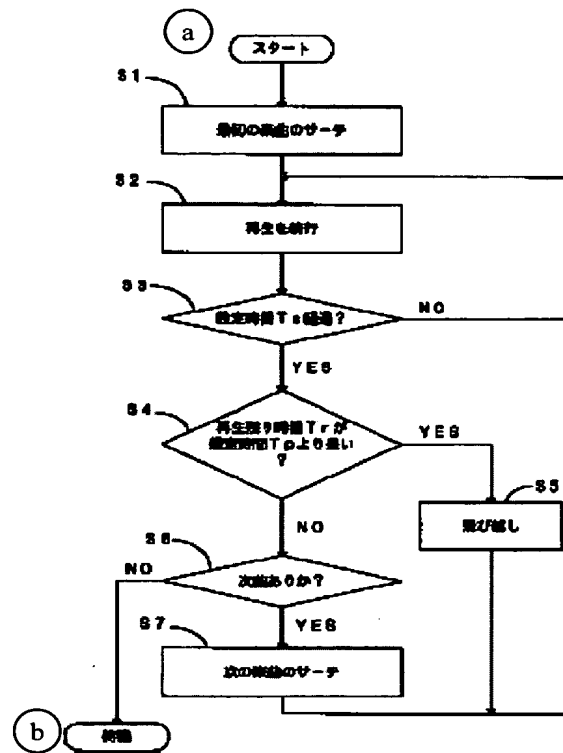 a
スタート
S1
最初の楽曲のサーチ
S2
再生を続行
S3
設定時間Ts経過?
NO
YES
S4
再生残り時間Trが
設定時間Tpより長い
?
YES
S5
飛び越し
NO
S6
次曲ありか?
NO
YES
S7
次の楽曲のサーチ
b